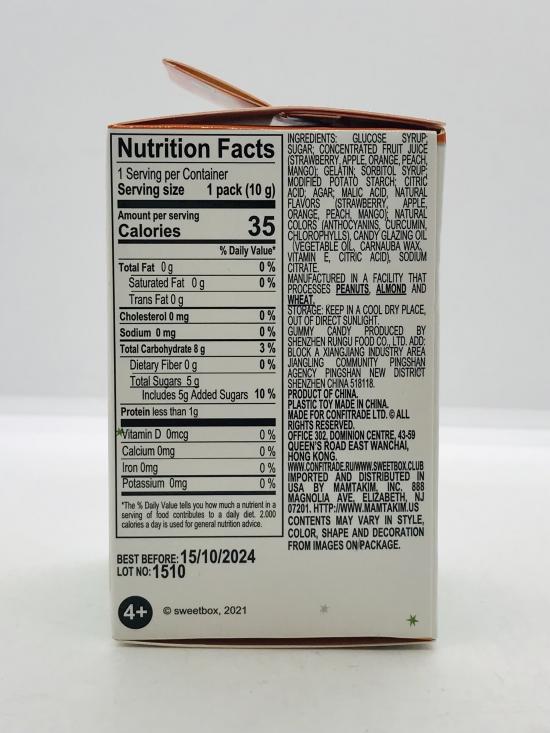 Nutrition Facts
1 Serving per Container
Serving size 1 pack (10 g)
Amount per serving
Calories 35
% Daily Value*
Total Fat 0 g 0 %
Saturated Fat 0 g 0 %
Trans Fat 0 g
Cholesterol 0 mg 0 %
Sodium 0 mg 0 %
Total Carbohydrate 8 g 3 %
Dietary Fiber 0 g 0 %
Total Sugars 5 g
Includes 5g Added Sugars 10 %
Protein less than 1g
Vitamin D 0mcg 0 %
Calcium 0mg 0 %
Iron 0mg 0 %
Potassium 0mg 0 %
*The % Daily Value tells you how much a nutrient in a
serving of food contributes to a daily diet. 2.000
calories a day is used for general nutrition advice.
BEST BEFORE: 15/10/2024
LOT NO: 1510
4+ © sweetbox, 2021
INGREDIENTS: GLUCOSE SYRUP;
SUGAR; CONCENTRATED FRUIT JUICE
(STRAWBERRY, APPLE, ORANGE, PEACH,
MANGO); GELATIN; SORBITOL SYRUP;
MODIFIED POTATO STARCH; CITRIC
ACID; AGAR; MALIC ACID, NATURAL
FLAVORS (STRAWBERRY, APPLE,
ORANGE, PEACH, MANGO); NATURAL
COLORS (ANTHOCYANINS, CURCUMIN,
CHLOROPHYLLS), CANDY GLAZING OIL
(VEGETABLE OIL, CARNAUBA WAX,
VITAMIN E, CITRIC ACID), SODIUM
CITRATE.
MANUFACTURED IN A FACILITY THAT
PROCESSES PEANUTS, ALMOND AND
WHEAT.
STORAGE: KEEP IN A COOL DRY PLACE,
OUT OF DIRECT SUNLIGHT.
GUMMY CANDY PRODUCED BY
SHENZHEN RUNGU FOOD CO., LTD. ADD:
BLOCK A XIANGJIANG INDUSTRY AREA
JIANGLING COMMUNITY PINGSHAN
AGENCY PINGSHAN NEW DISTRICT
SHENZHEN CHINA 518118.
PRODUCT OF CHINA.
PLASTIC TOY MADE IN CHINA.
MADE FOR CONFITRADE LTD. © ALL
RIGHTS RESERVED.
OFFICE 302, DOMINION CENTRE, 43-59
QUEEN'S ROAD EAST WANCHAI,
HONG KONG.
WWW.CONFITRADE.RU/WWW.SWEETBOX.CLUB
IMPORTED AND DISTRIBUTED IN
USA BY MAMTAKIM, INC. 888
MAGNOLIA AVE, ELIZABETH, NJ
07201. HTTP://WWW.MAMTAKIM.US
CONTENTS MAY VARY IN STYLE,
COLOR, SHAPE AND DECORATION
FROM IMAGES ON PACKAGE.